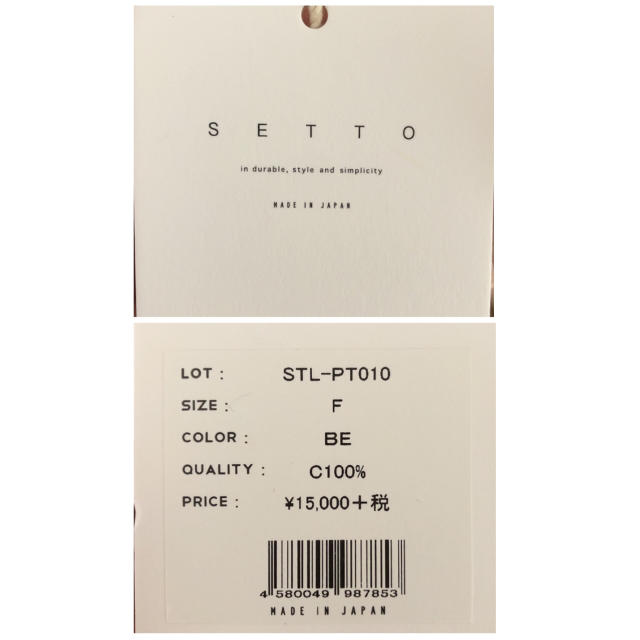 SETTO
in durable, style and simplicity
MADE IN JAPAN
LOT : STL-PT010
SIZE : F
COLOR : BE
QUALITY : C100%
PRICE : ¥15,000+税
4 580049 987853
MADE IN JAPAN